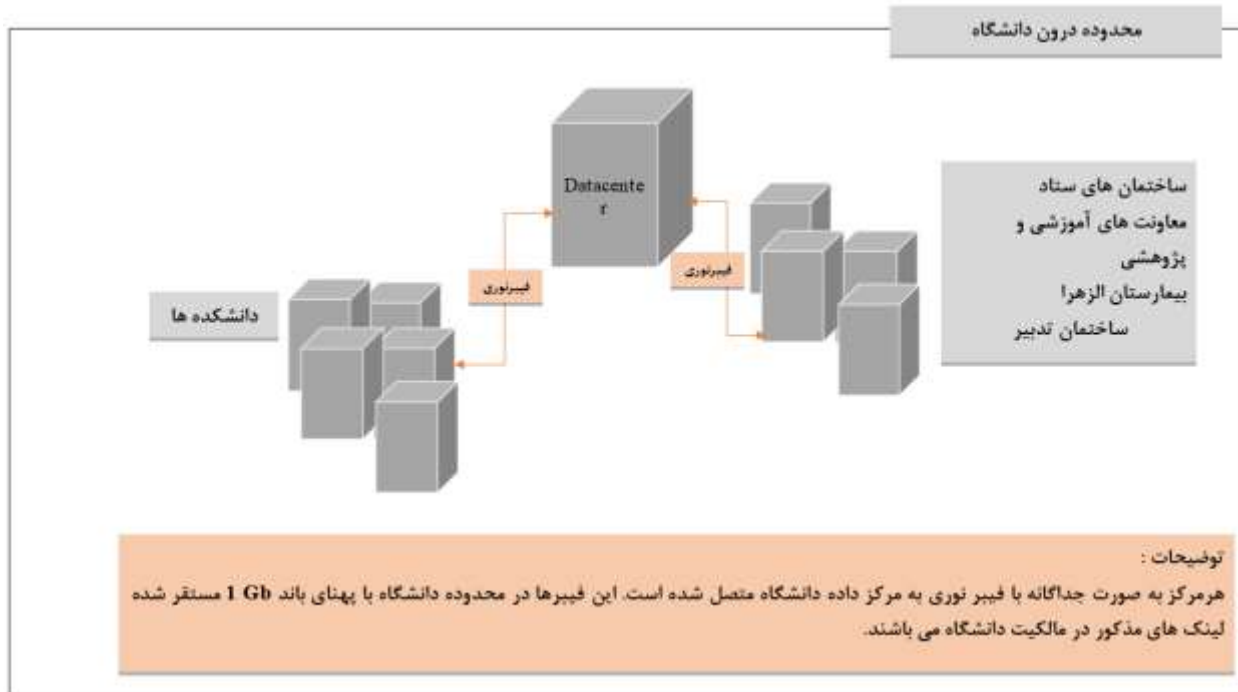 محدوده درون دانشگاه
Datacente
r
ساختمان های ستاد
معاونت های آموزشی و
پژوهشی
بیمارستان الزهرا
ساختمان تدبیر
فیبرنوری
فیبرنوری
دانشکده ها
توضیحات :
هرمرکز به صورت جداگانه با فیبر نوری به مرکز داده دانشگاه متصل شده است. این فیبرها در محدوده دانشگاه با پهنای باند 1 Gb مستقر شده
لینک های مذکور در مالکیت دانشگاه می باشند.